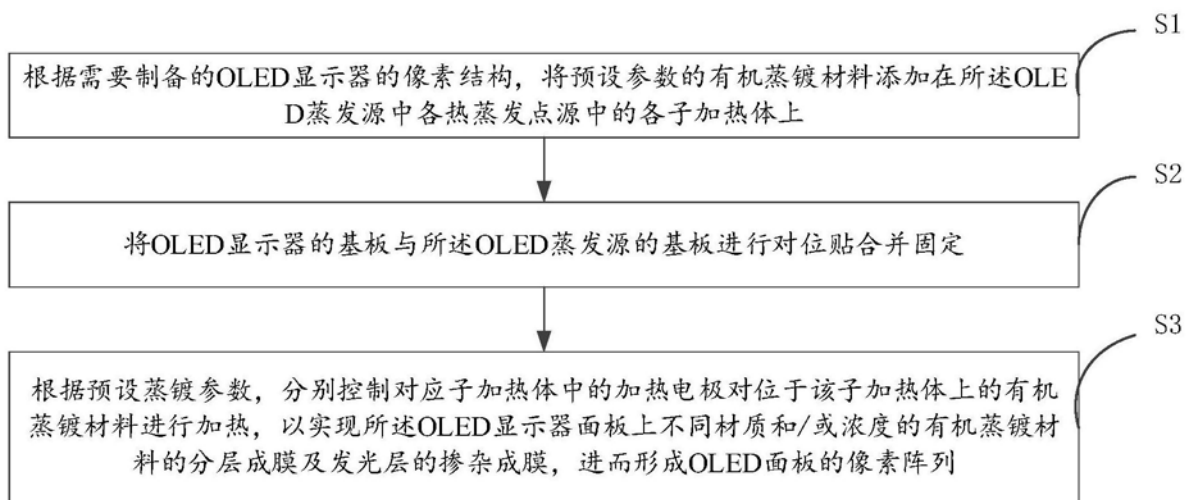 S1
根据需要制备的OLED显示器的像素结构，将预设参数的有机蒸镀材料添加在所述OLE
D蒸发源中各热蒸发点源中的各子加热体上
S2
将OLED显示器的基板与所述OLED蒸发源的基板进行对位贴合并固定
S3
根据预设蒸镀参数，分别控制对应子加热体中的加热电极对位于该子加热体上的有机
蒸镀材料进行加热，以实现所述OLED显示器面板上不同材质和/或浓度的有机蒸镀材
料的分层成膜及发光层的掺杂成膜，进而形成OLED面板的像素阵列